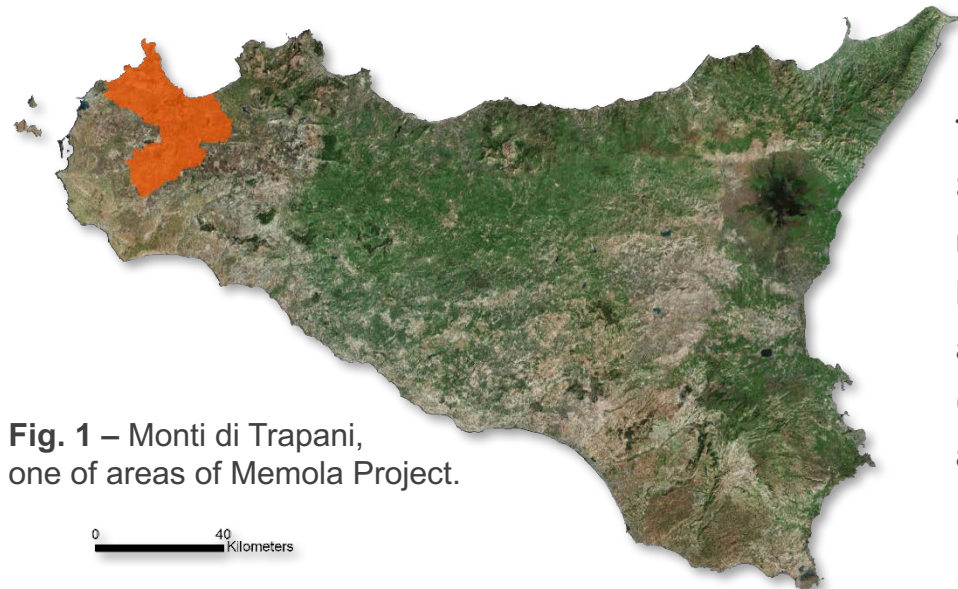 Fig. 1 – Monti di Trapani,
one of areas of Memola Project.
0 40
Kilometers